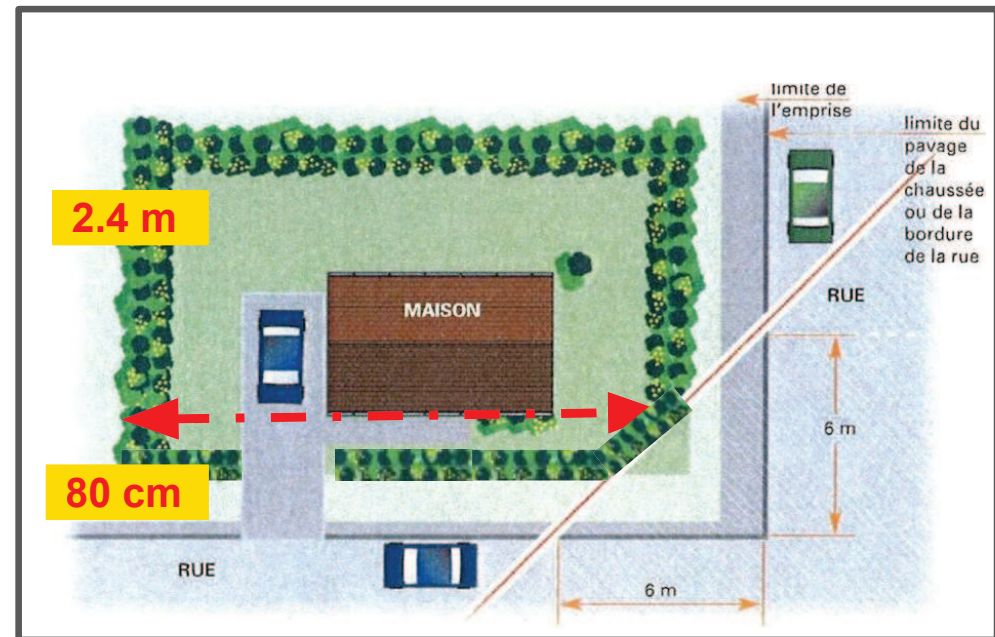 limite de
l'emprise
limite du
pavage
de la
chaussée
ou de la
bordure
de la rue
2.4 m
MAISON
RUE
6 m
80 cm
RUE
6 m